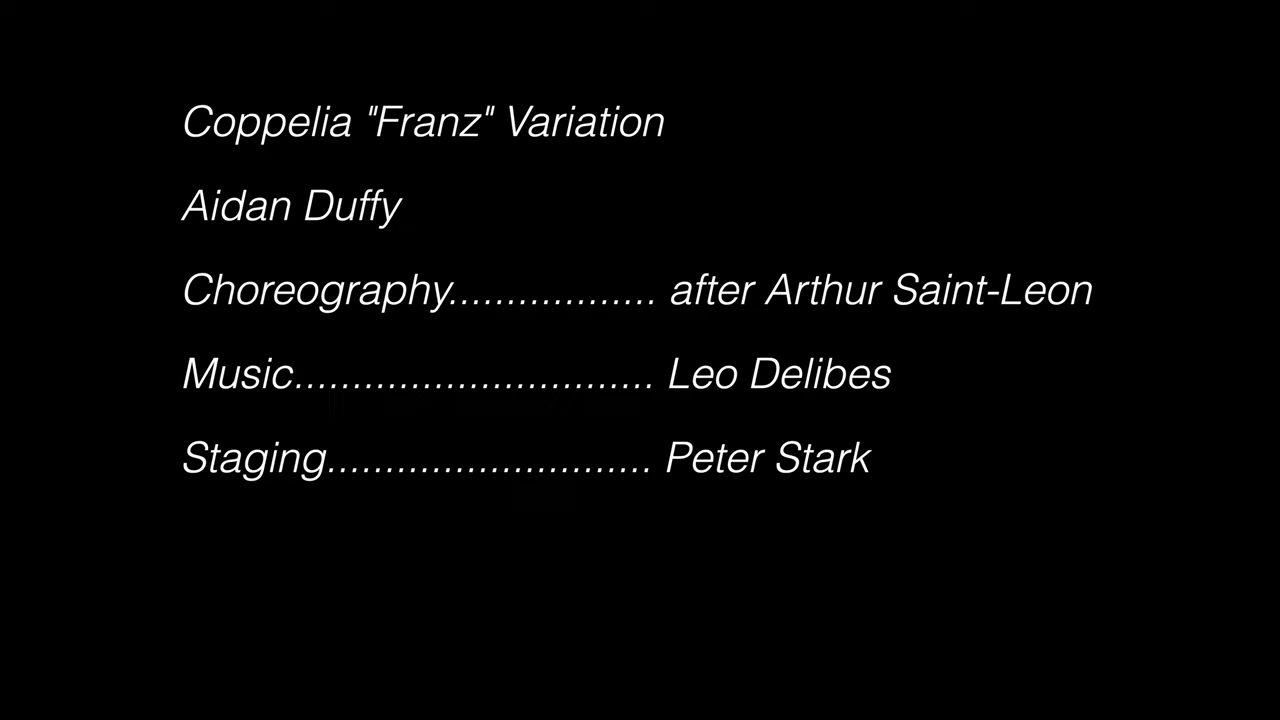 Coppelia "Franz" Variation
Aidan Duffy
Choreography.................. after Arthur Saint-Leon
Music............................... Leo Delibes
Staging............................ Peter Stark